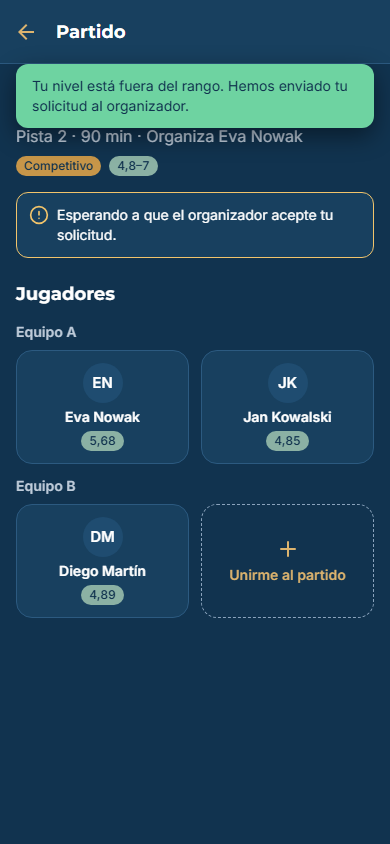 Partido
Tu nivel está fuera del rango. Hemos enviado tu
solicitud al organizador.
Pista 2 · 90 min · Organiza Eva Nowak
Competitivo
4,8–7
Esperando a que el organizador acepte tu
solicitud.
Jugadores
Equipo A
EN
Eva Nowak
5,68
JK
Jan Kowalski
4,85
Equipo B
DM
Diego Martín
4,89
Unirme al partido